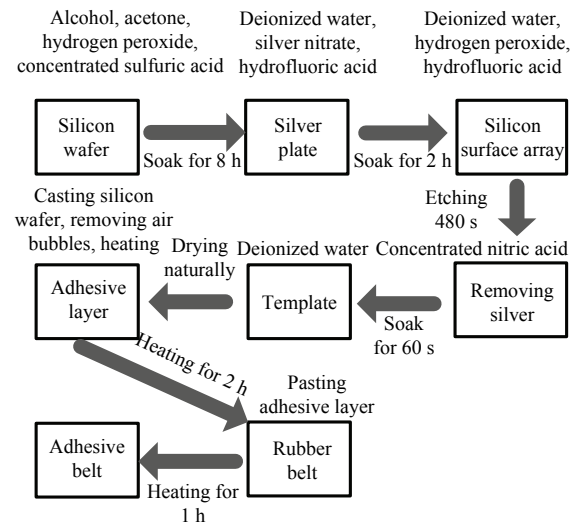 Alcohol, acetone,
hydrogen peroxide,
concentrated sulfuric acid
Deionized water,
silver nitrate,
hydrofluoric acid
Deionized water,
hydrogen peroxide,
hydrofluoric acid
Silicon
wafer
Soak for 8 h
Silver
plate
Soak for 2 h
Silicon
surface array
Etching
480 s
Casting silicon
wafer, removing air
bubbles, heating
Drying
naturally
Deionized water
Concentrated nitric acid
Adhesive
layer
Template
Soak
for 60 s
Removing
silver
Heating for 2 h
Pasting
adhesive layer
Adhesive
belt
Heating for
1 h
Rubber
belt